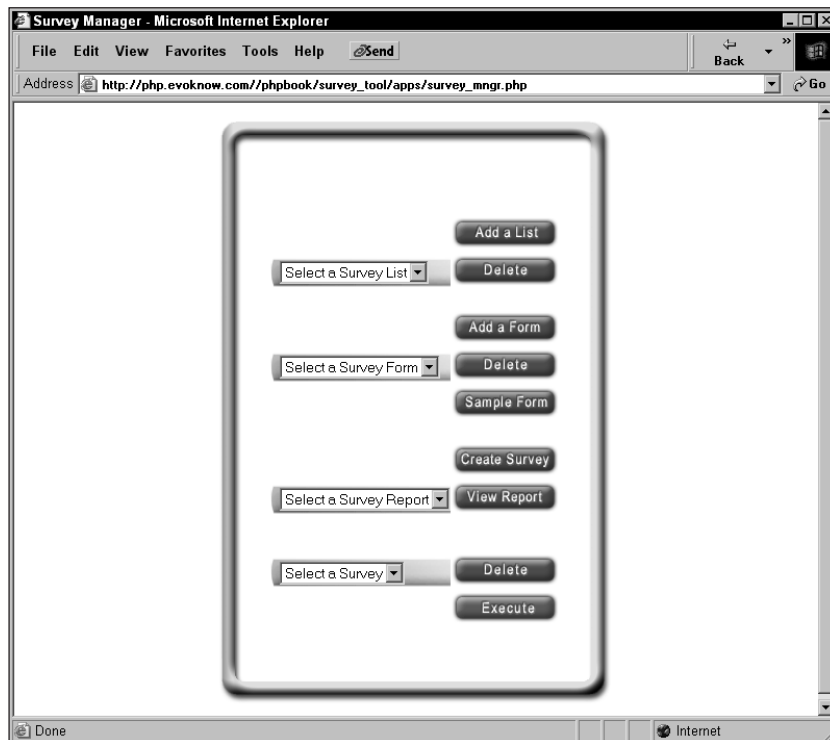 Survey Manager - Microsoft Internet Explorer
File Edit View Favorites Tools Help Send Back »
Address http://php.evoknow.com//phpbook/survey_tool/apps/survey_mngr.php Go
Add a List
Select a Survey List Delete
Add a Form
Select a Survey Form Delete
Sample Form
Create Survey
Select a Survey Report View Report
Select a Survey Delete
Execute
Done Internet